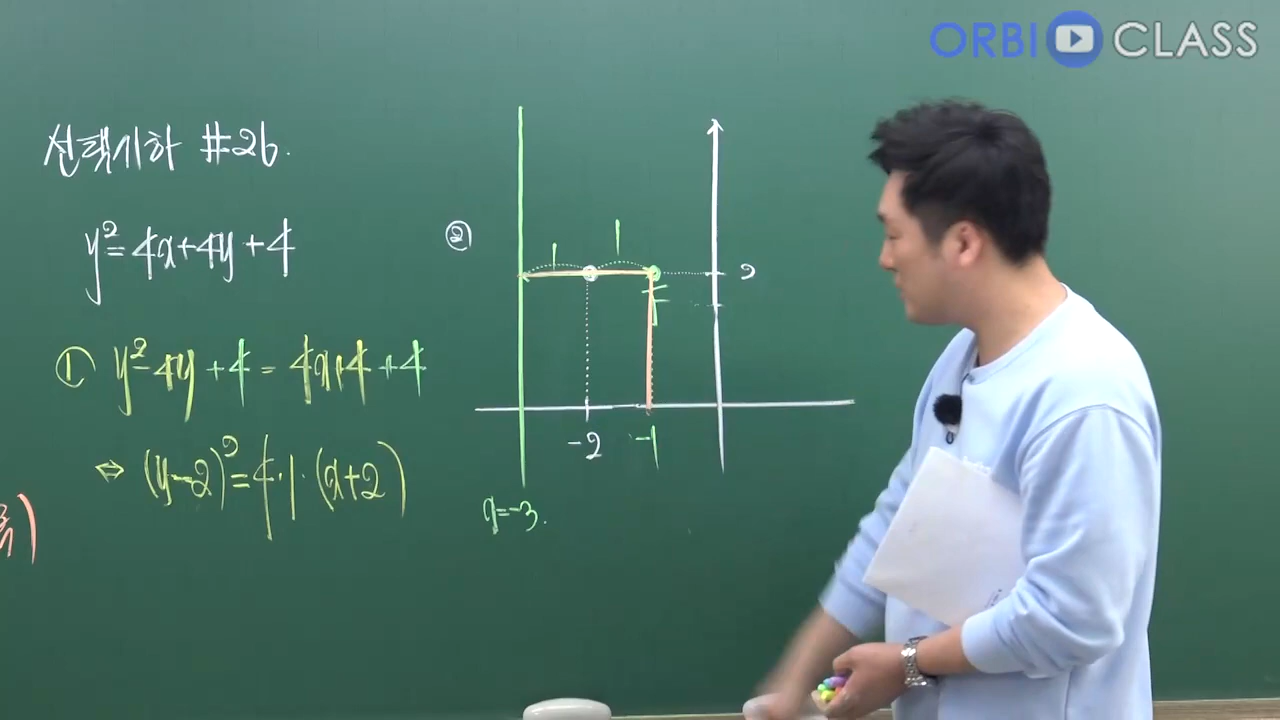 ORBI CLASS
선택기하 #26.
y²=4x+4y+4
① y²-4y+4=4x+4+4
⇔ (y-2)²=4·1·(x+2)
②
1 1
2
-2 -1
x=-3.